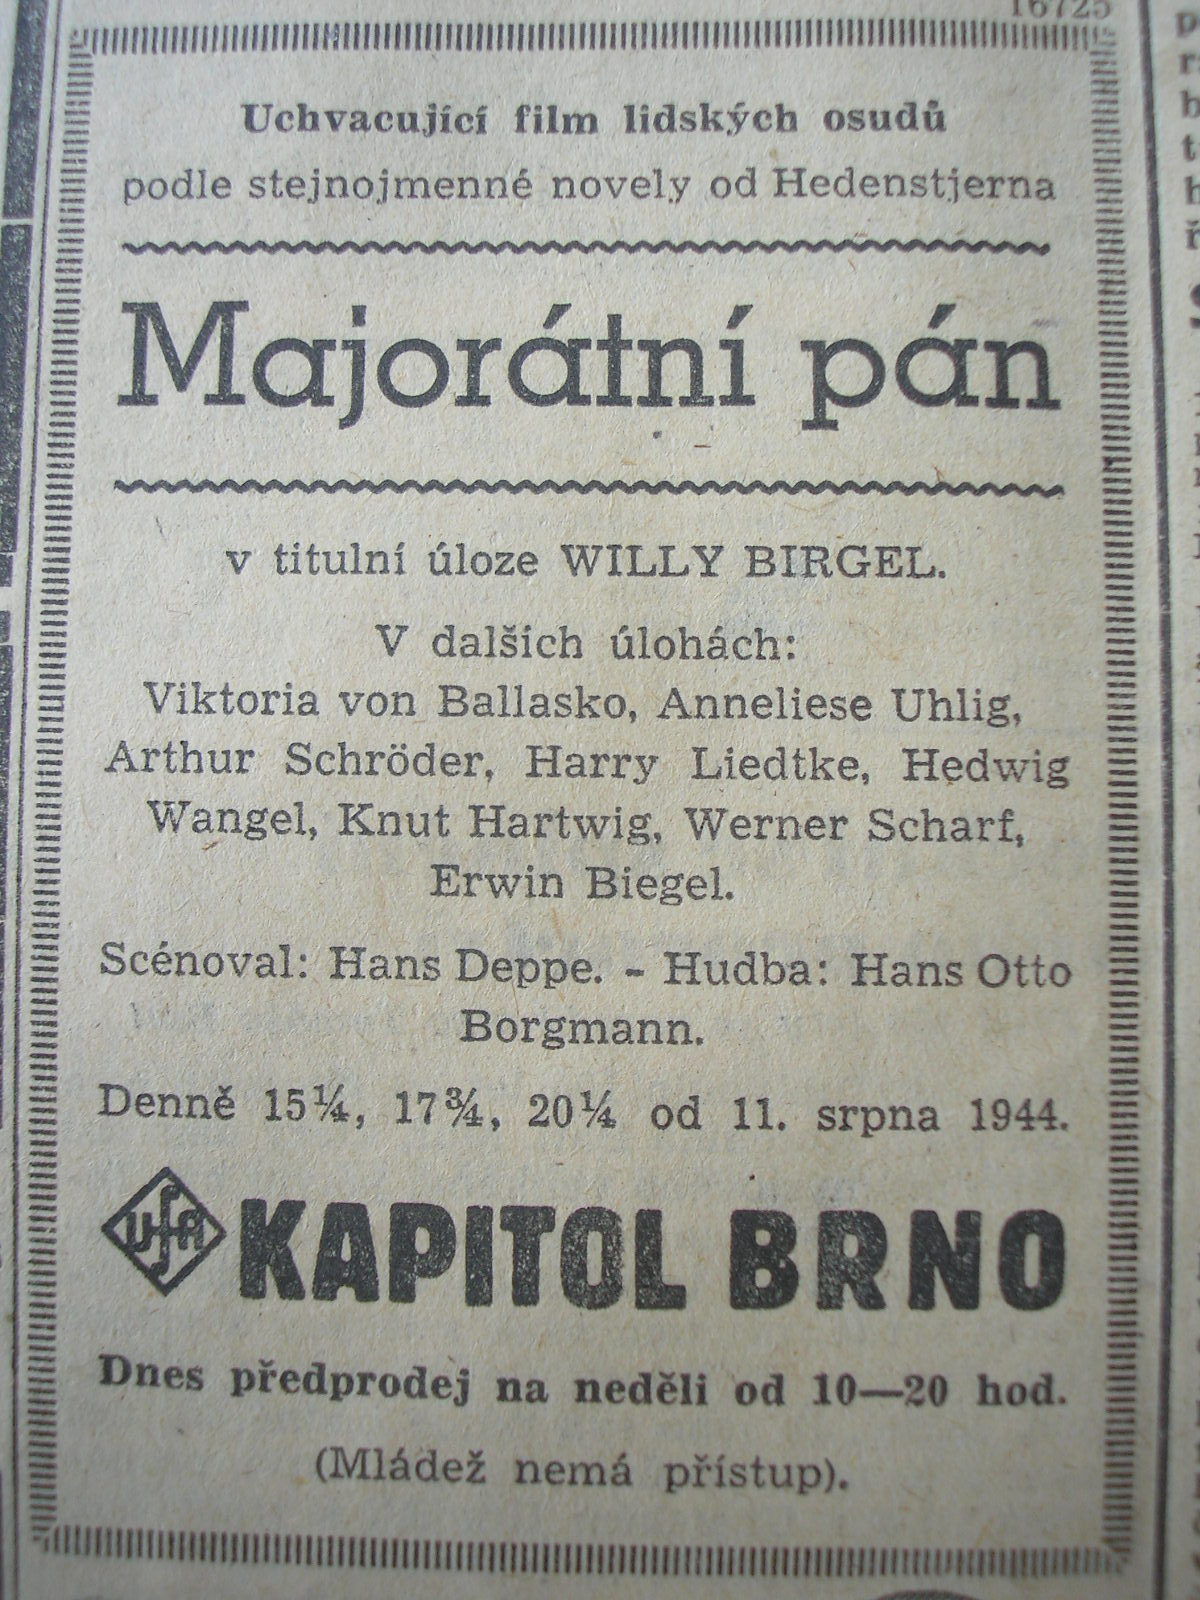 16725
Uchvacující film lidských osudů
podle stejnojmenné novely od Hedenstjerna
Majorátní pán
v titulní úloze WILLY BIRGEL.
V dalšich úlohách:
Viktoria von Ballasko, Anneliese Uhlig,
Arthur Schröder, Harry Liedtke, Hedwig
Wangel, Knut Hartwig, Werner Scharf,
Erwin Biegel.
Scénoval: Hans Deppe. - Hudba: Hans Otto
Borgmann.
Denně 15¼, 17¾, 20¼ od 11. srpna 1944.
UFA KAPITOL BRNO
Dnes předprodej na neděli od 10—20 hod.
(Mládež nemá přístup).